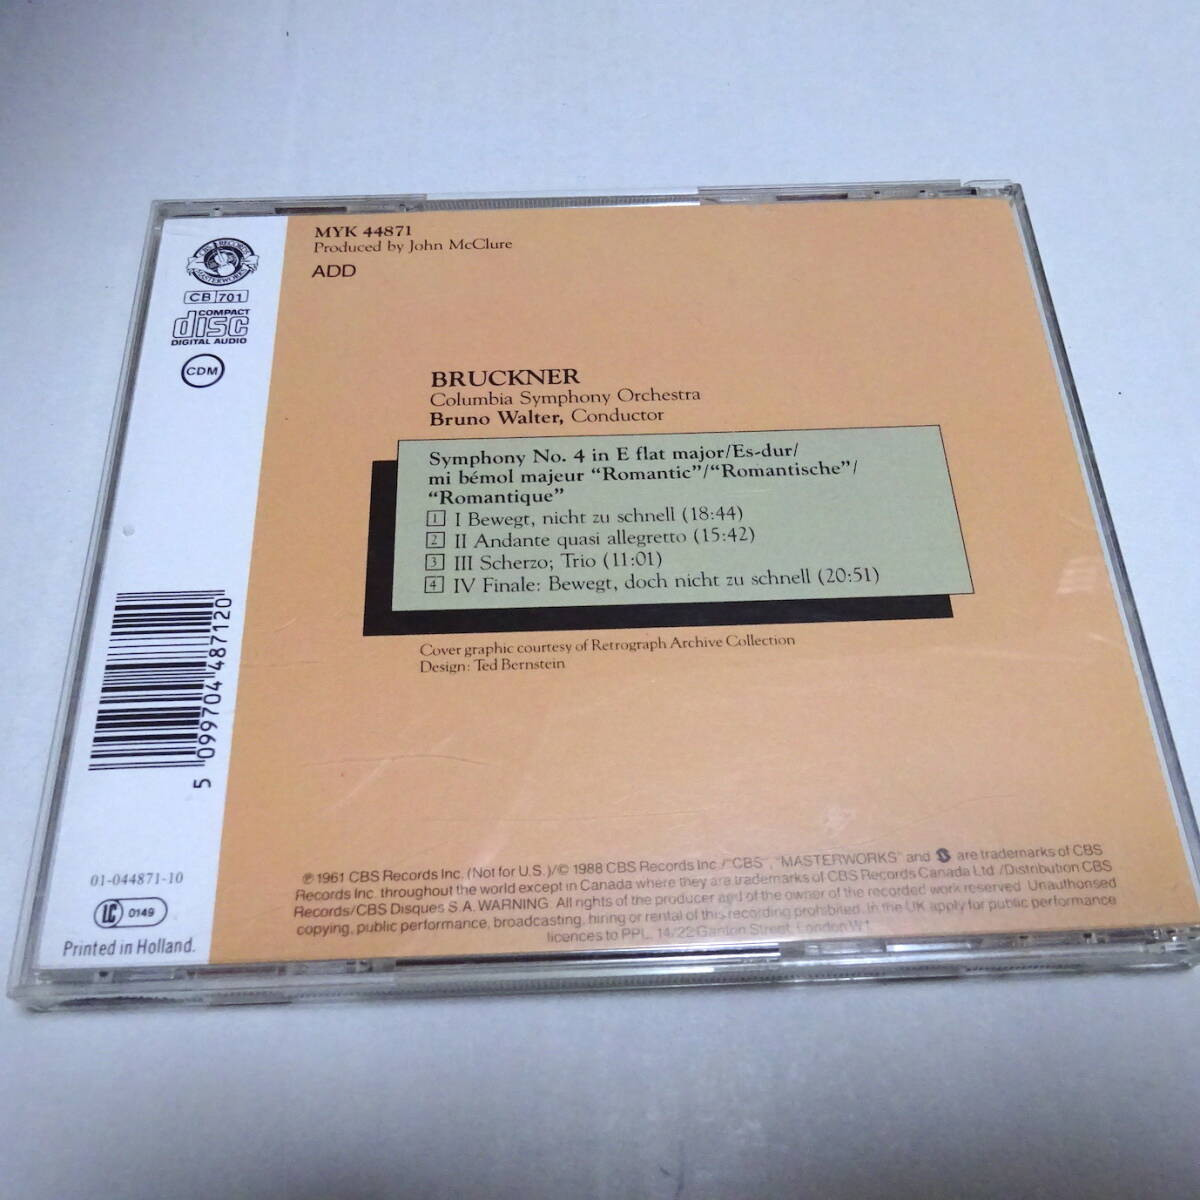 MYK 44871
Produced by John McClure
ADD
CBS RECORDS
MASTERWORKS
CB 701
COMPACT
disc
DIGITAL AUDIO
CDM
BRUCKNER
Columbia Symphony Orchestra
Bruno Walter, Conductor
Symphony No. 4 in E flat major/Es-dur/
mi bémol majeur “Romantic”/“Romantische”/
“Romantique”
1 I Bewegt, nicht zu schnell (18:44)
2 II Andante quasi allegretto (15:42)
3 III Scherzo; Trio (11:01)
4 IV Finale: Bewegt, doch nicht zu schnell (20:51)
Cover graphic courtesy of Retrograph Archive Collection
Design: Ted Bernstein
5 099704 487120
01-044871-10
LC 0149
Printed in Holland.
℗ 1961 CBS Records Inc. (Not for U.S.)/© 1988 CBS Records Inc./“CBS”, “MASTERWORKS” and are trademarks of CBS
Records Inc. throughout the world except in Canada where they are trademarks of CBS Records Canada Ltd./Distribution CBS
Records/CBS Disques S.A. WARNING: All rights of the producer and of the owner of the recorded work reserved. Unauthorised
copying, public performance, broadcasting, hiring or rental of this recording prohibited. In the UK apply for public performance
licences to PPL, 14/22 Ganton Street, London W1